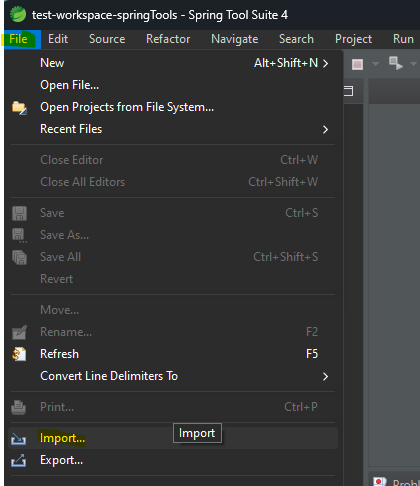 test-workspace-springTools - Spring Tool Suite 4
File Edit Source Refactor Navigate Search Project Run
New Alt+Shift+N
Open File...
Open Projects from File System...
Recent Files
Close Editor Ctrl+W
Close All Editors Ctrl+Shift+W
Save Ctrl+S
Save As...
Save All Ctrl+Shift+S
Revert
Move...
Rename... F2
Refresh F5
Convert Line Delimiters To
Print... Ctrl+P
Import... Import
Export...